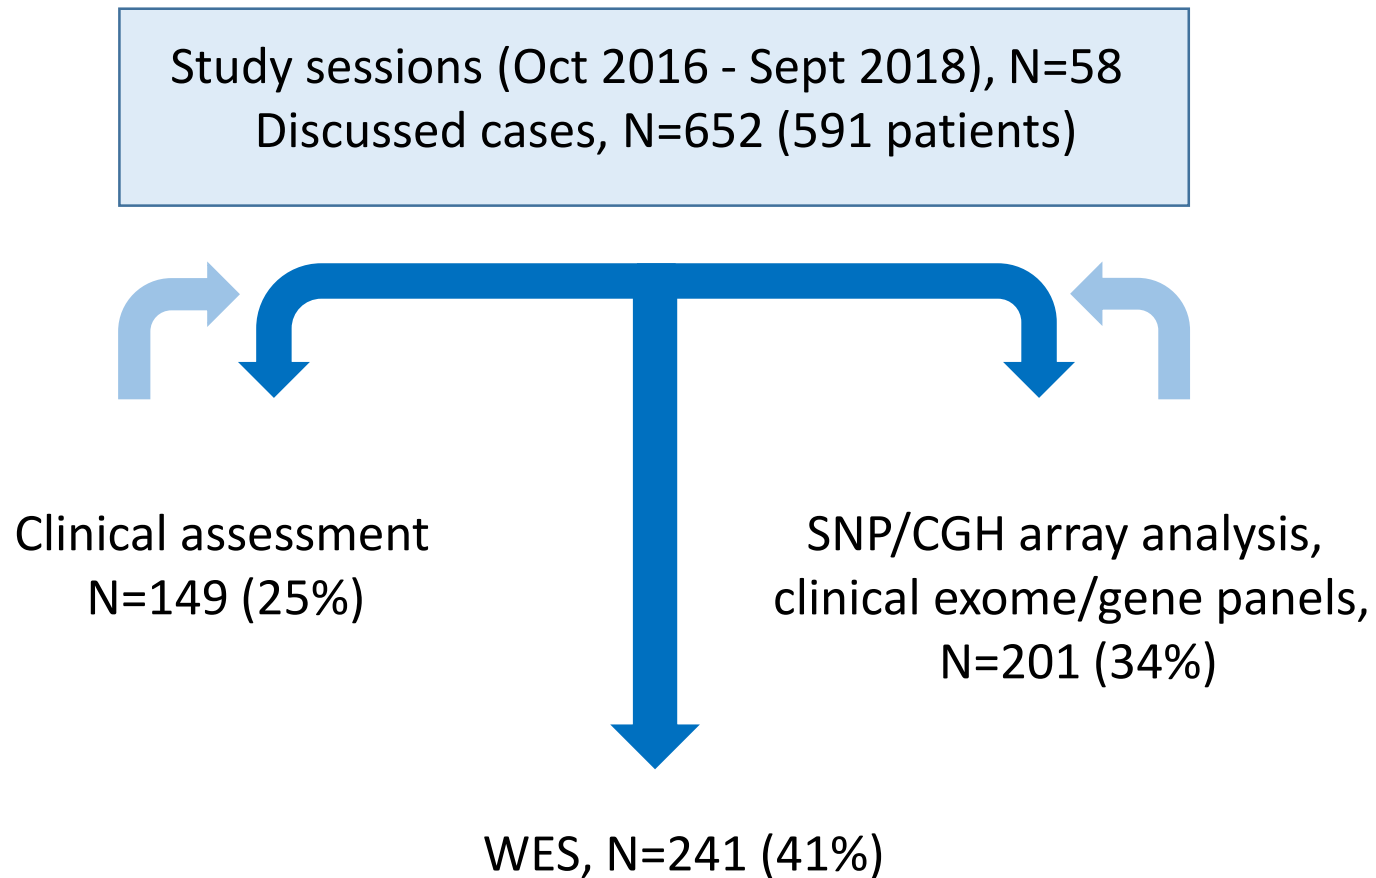 Study sessions (Oct 2016 - Sept 2018), N=58
Discussed cases, N=652 (591 patients)
Clinical assessment
N=149 (25%)
SNP/CGH array analysis,
clinical exome/gene panels,
N=201 (34%)
WES, N=241 (41%)